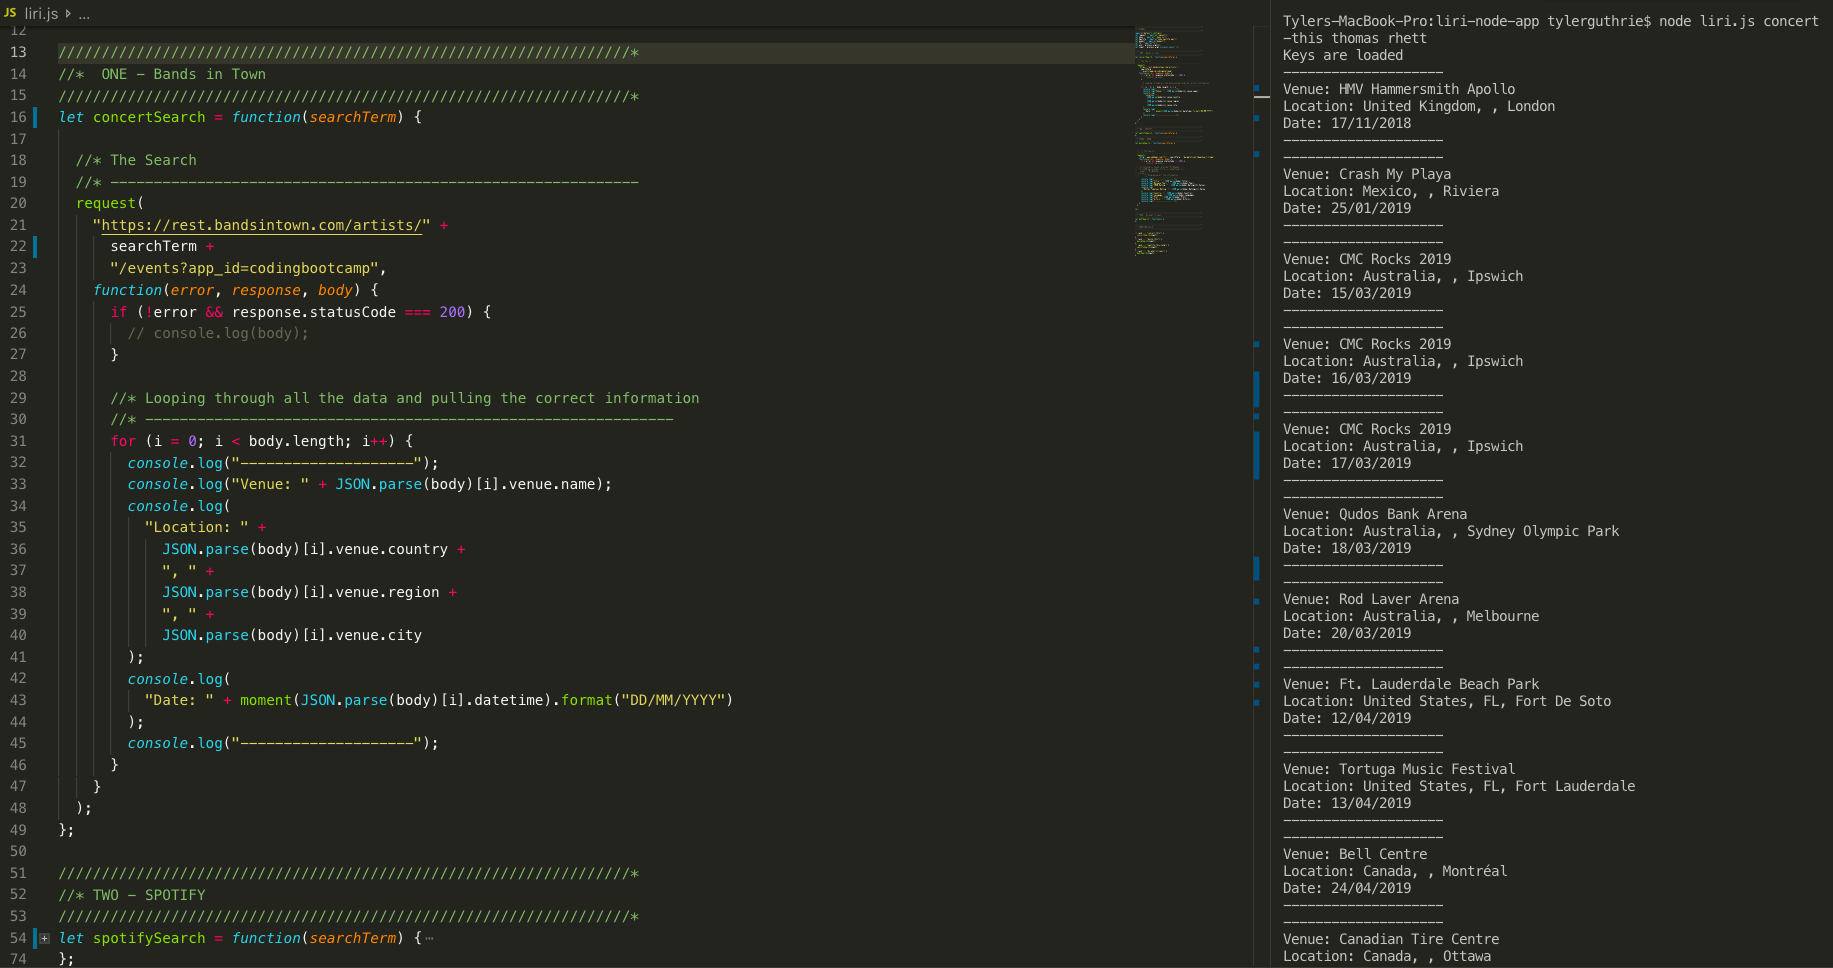 JS liri.js ▸ ...
12
13 //////////////////////////////////////////////////////////////////*
14 //*  ONE - Bands in Town
15 //////////////////////////////////////////////////////////////////*
16 let concertSearch = function(searchTerm) {
17
18   //* The Search
19   //* -------------------------------------------------------------
20   request(
21     "https://rest.bandsintown.com/artists/" +
22       searchTerm +
23       "/events?app_id=codingbootcamp",
24     function(error, response, body) {
25       if (!error && response.statusCode === 200) {
26         // console.log(body);
27       }
28
29       //* Looping through all the data and pulling the correct information
30       //* -------------------------------------------------------------
31       for (i = 0; i < body.length; i++) {
32         console.log("--------------------");
33         console.log("Venue: " + JSON.parse(body)[i].venue.name);
34         console.log(
35           "Location: " +
36             JSON.parse(body)[i].venue.country +
37             ", " +
38             JSON.parse(body)[i].venue.region +
39             ", " +
40             JSON.parse(body)[i].venue.city
41         );
42         console.log(
43           "Date: " + moment(JSON.parse(body)[i].datetime).format("DD/MM/YYYY")
44         );
45         console.log("--------------------");
46       }
47     }
48   );
49 };
50
51 //////////////////////////////////////////////////////////////////*
52 //* TWO - SPOTIFY
53 //////////////////////////////////////////////////////////////////*
54 let spotifySearch = function(searchTerm) {⋯
74 };
Tylers-MacBook-Pro:liri-node-app tylerguthrie$ node liri.js concert
-this thomas rhett
Keys are loaded
--------------------
Venue: HMV Hammersmith Apollo
Location: United Kingdom, , London
Date: 17/11/2018
--------------------
--------------------
Venue: Crash My Playa
Location: Mexico, , Riviera
Date: 25/01/2019
--------------------
--------------------
Venue: CMC Rocks 2019
Location: Australia, , Ipswich
Date: 15/03/2019
--------------------
--------------------
Venue: CMC Rocks 2019
Location: Australia, , Ipswich
Date: 16/03/2019
--------------------
--------------------
Venue: CMC Rocks 2019
Location: Australia, , Ipswich
Date: 17/03/2019
--------------------
--------------------
Venue: Qudos Bank Arena
Location: Australia, , Sydney Olympic Park
Date: 18/03/2019
--------------------
--------------------
Venue: Rod Laver Arena
Location: Australia, , Melbourne
Date: 20/03/2019
--------------------
--------------------
Venue: Ft. Lauderdale Beach Park
Location: United States, FL, Fort De Soto
Date: 12/04/2019
--------------------
--------------------
Venue: Tortuga Music Festival
Location: United States, FL, Fort Lauderdale
Date: 13/04/2019
--------------------
--------------------
Venue: Bell Centre
Location: Canada, , Montréal
Date: 24/04/2019
--------------------
--------------------
Venue: Canadian Tire Centre
Location: Canada, , Ottawa